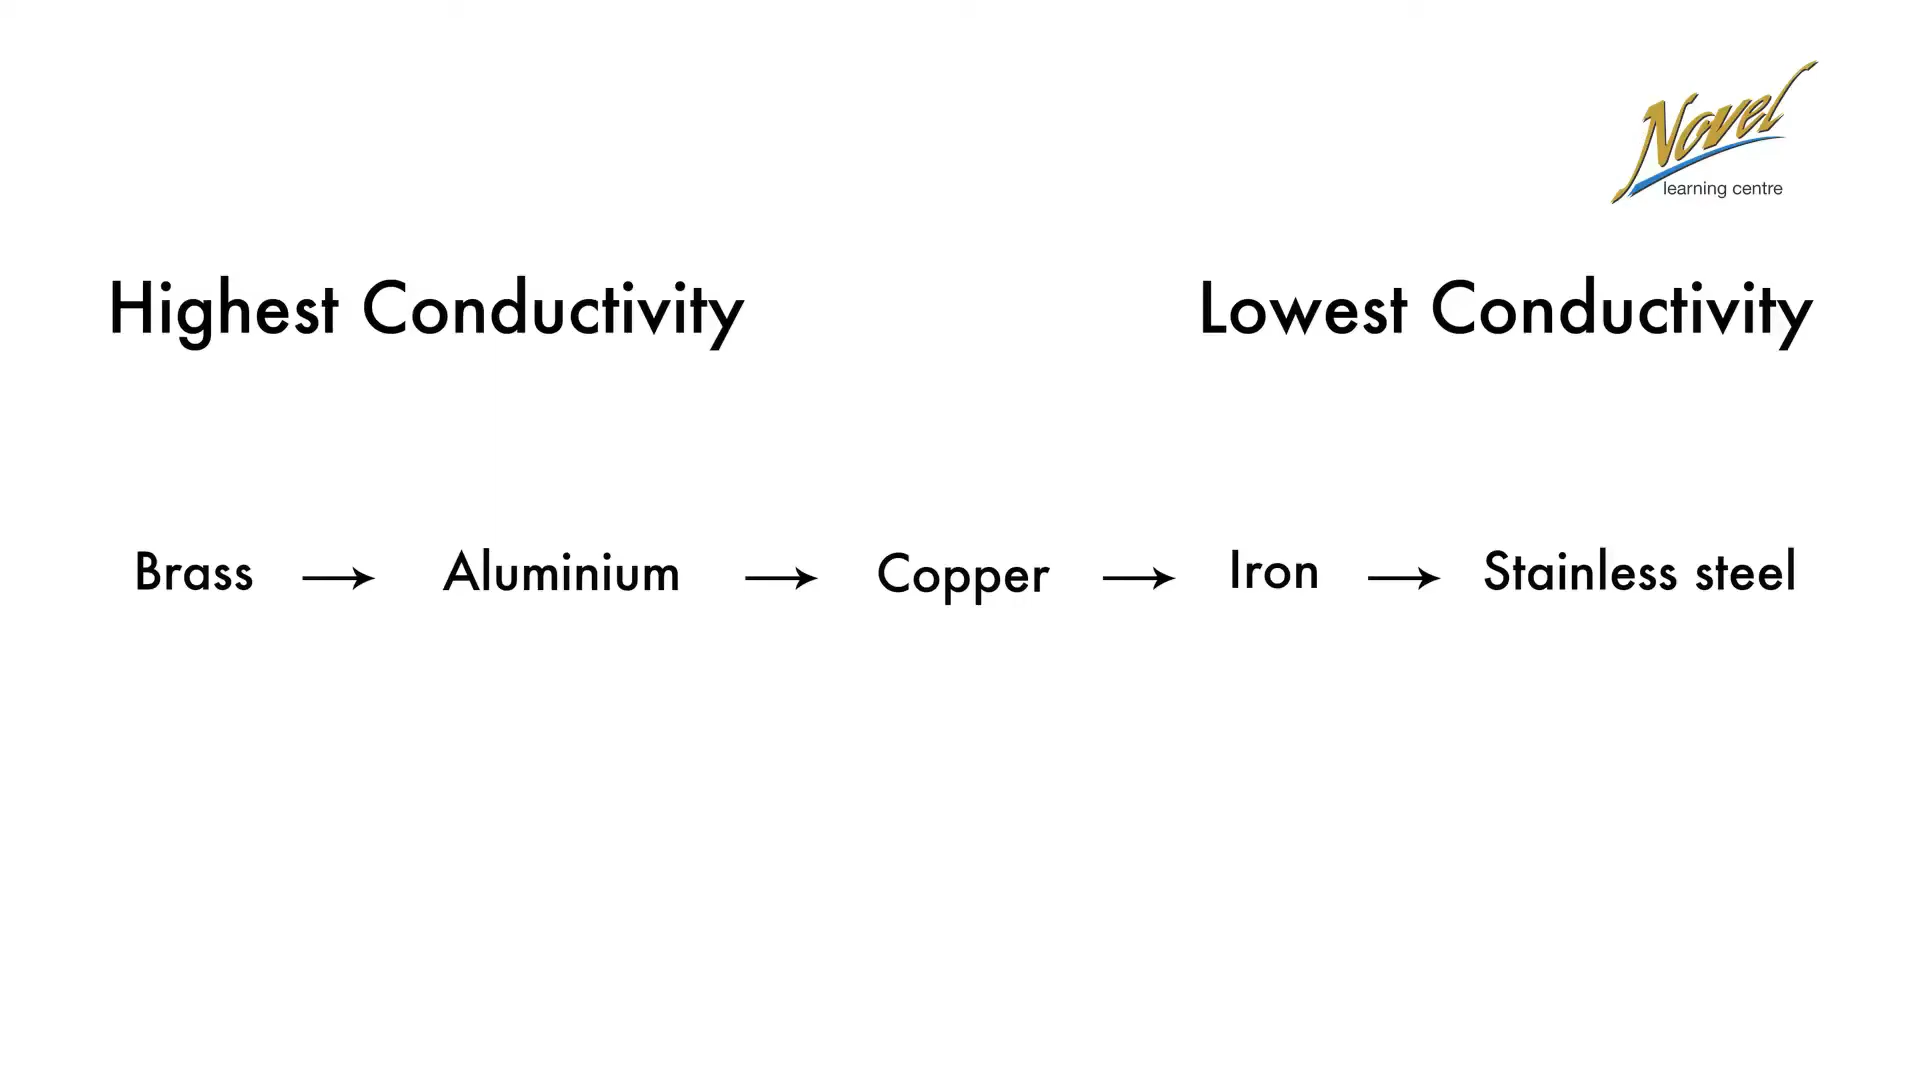 Novel
learning centre
Highest Conductivity
Lowest Conductivity
Brass → Aluminium → Copper → Iron → Stainless steel